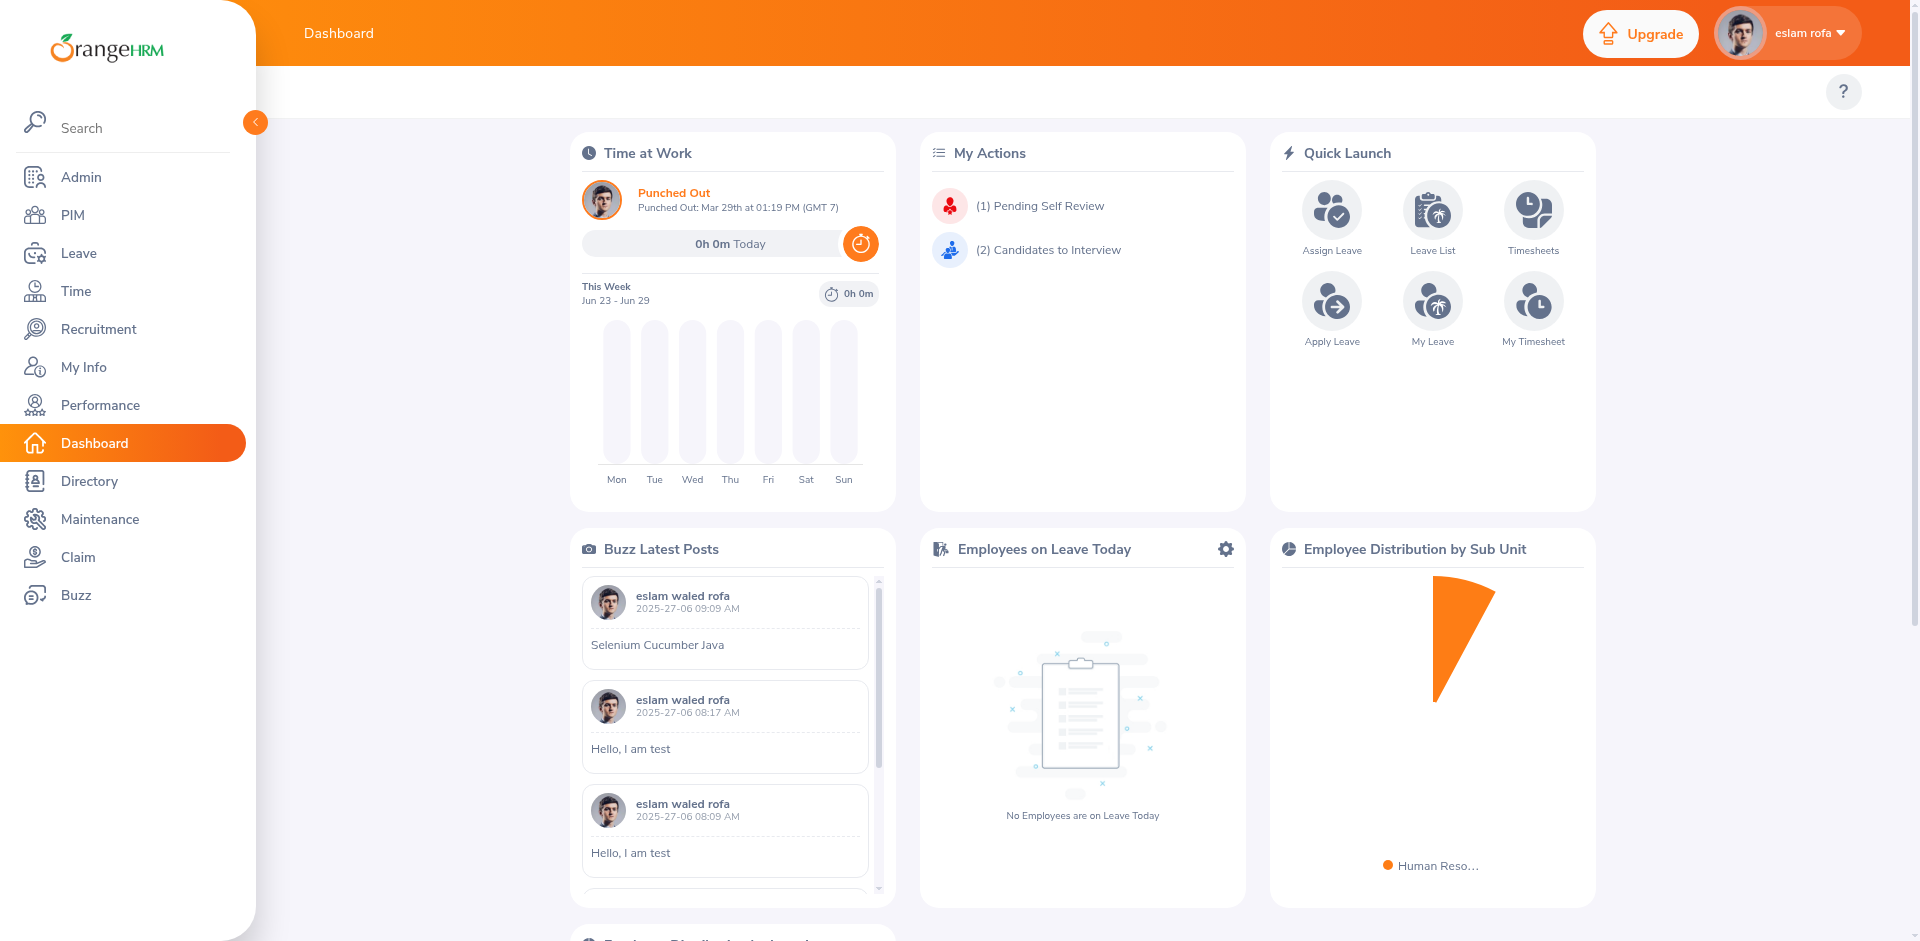 OrangeHRM
Dashboard
Upgrade
eslam rofa
?
Search
Admin
PIM
Leave
Time
Recruitment
My Info
Performance
Dashboard
Directory
Maintenance
Claim
Buzz
Time at Work
Punched Out
Punched Out: Mar 29th at 01:19 PM (GMT 7)
0h 0m Today
This Week
Jun 23 - Jun 29
0h 0m
Mon Tue Wed Thu Fri Sat Sun
My Actions
(1) Pending Self Review
(2) Candidates to Interview
Quick Launch
Assign Leave
Leave List
Timesheets
Apply Leave
My Leave
My Timesheet
Buzz Latest Posts
eslam waled rofa
2025-27-06 09:09 AM
Selenium Cucumber Java
eslam waled rofa
2025-27-06 08:17 AM
Hello, I am test
eslam waled rofa
2025-27-06 08:09 AM
Hello, I am test
Employees on Leave Today
No Employees are on Leave Today
Employee Distribution by Sub Unit
Human Reso...